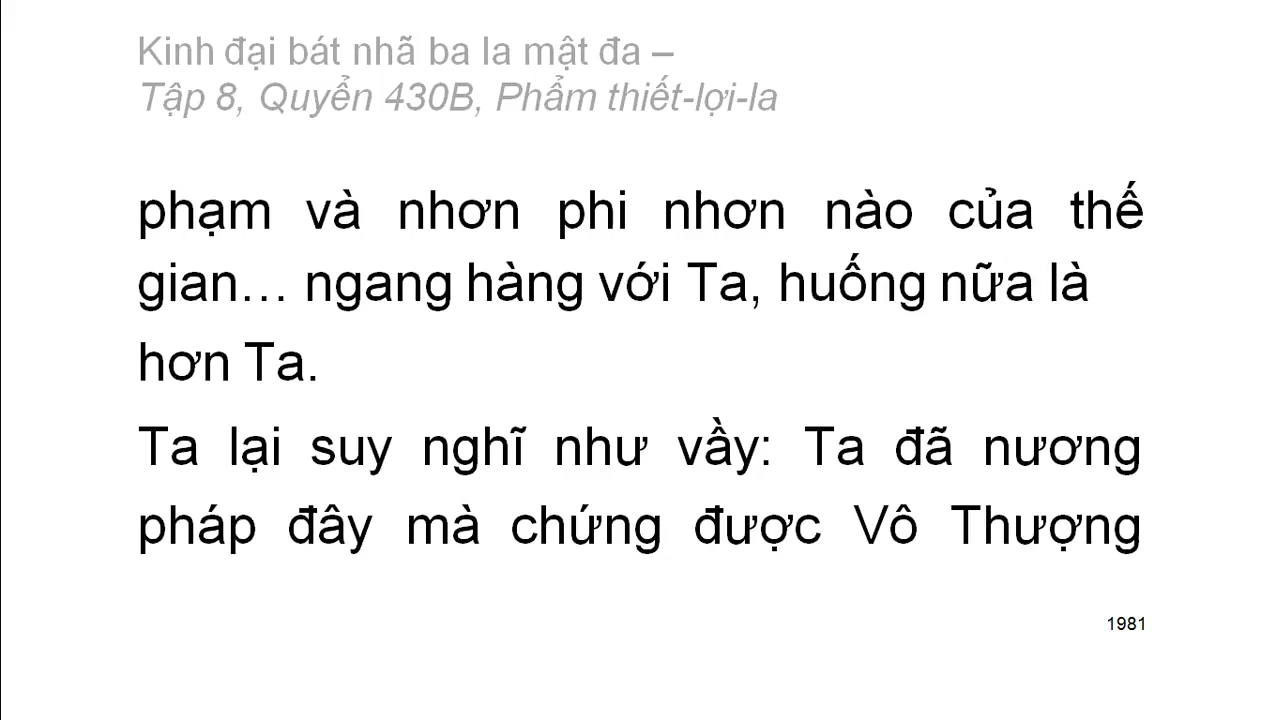 Kinh đại bát nhã ba la mật đa –
Tập 8, Quyển 430B, Phẩm thiết-lợi-la
phạm và nhơn phi nhơn nào của thế
gian… ngang hàng với Ta, huống nữa là
hơn Ta.
Ta lại suy nghĩ như vầy: Ta đã nương
pháp đây mà chứng được Vô Thượng
1981